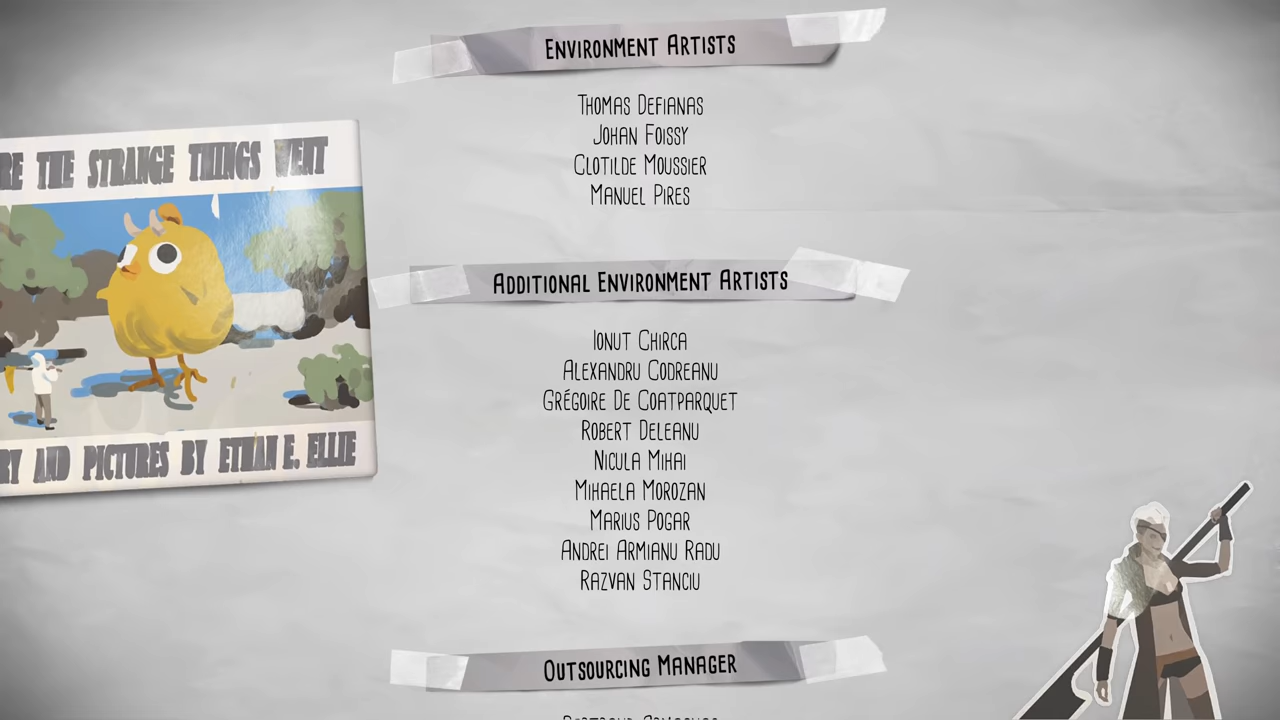 Environment Artists
Thomas Defianas
Johan Foissy
Clotilde Moussier
Manuel Pires
THE STRANGE THINGS WENT
AND PICTURES BY ETHAN E. ELLIE
Additional Environment Artists
Ionut Chirca
Alexandru Codreanu
Grégoire De Coatparquet
Robert Deleanu
Nicula Mihai
Mihaela Morozan
Marius Pogar
Andrei Armianu Radu
Razvan Stanciu
Outsourcing Manager